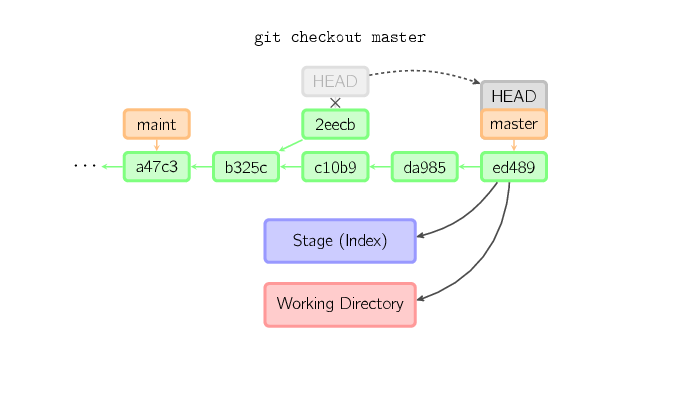 git checkout master
HEAD
HEAD
maint
2eecb
master
... a47c3 b325c c10b9 da985 ed489
Stage (Index)
Working Directory